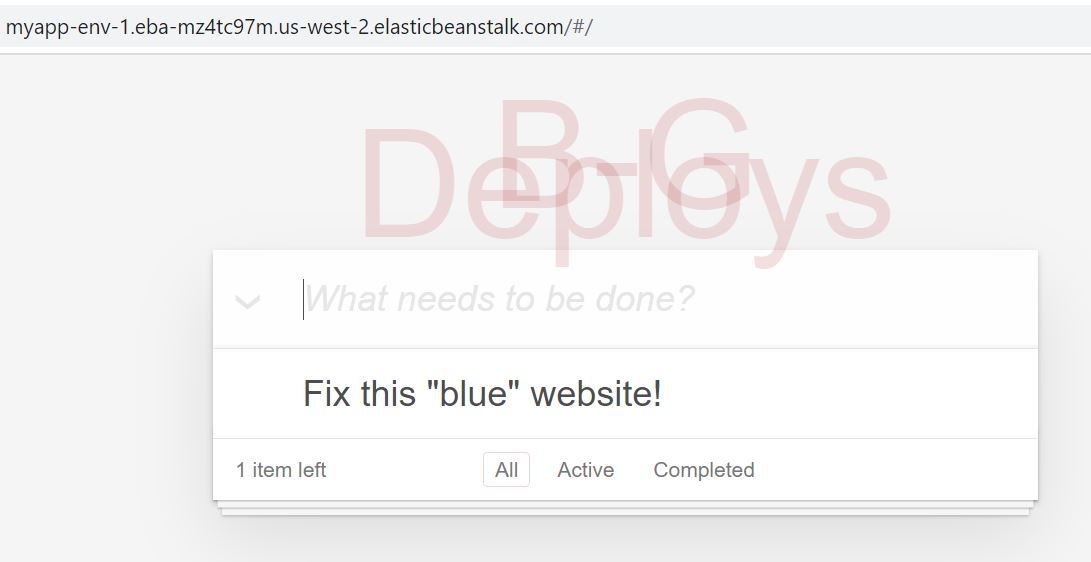 myapp-env-1.eba-mz4tc97m.us-west-2.elasticbeanstalk.com/#/
B-G
Deploys
What needs to be done?
Fix this "blue" website!
1 item left All Active Completed